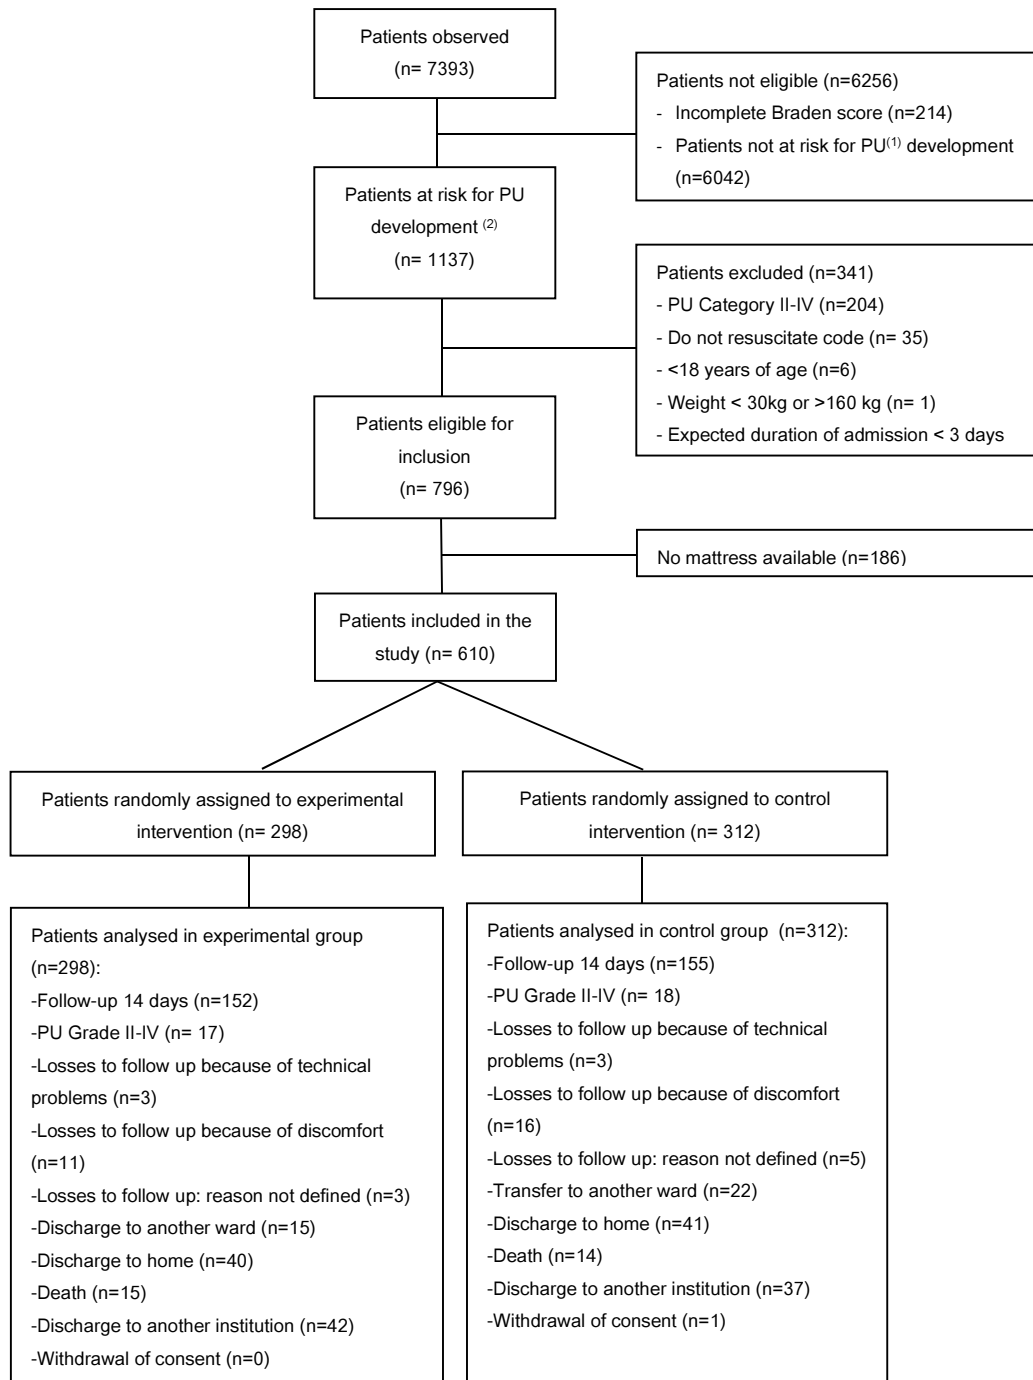 Patients observed
(n= 7393)
Patients not eligible (n=6256)
- Incomplete Braden score (n=214)
- Patients not at risk for PU(1) development
(n=6042)
Patients at risk for PU
development (2)
(n= 1137)
Patients excluded (n=341)
- PU Category II-IV (n=204)
- Do not resuscitate code (n= 35)
- <18 years of age (n=6)
- Weight < 30kg or >160 kg (n= 1)
- Expected duration of admission < 3 days
Patients eligible for
inclusion
(n= 796)
No mattress available (n=186)
Patients included in the
study (n= 610)
Patients randomly assigned to experimental
intervention (n= 298)
Patients randomly assigned to control
intervention (n= 312)
Patients analysed in experimental group
(n=298):
-Follow-up 14 days (n=152)
-PU Grade II-IV (n= 17)
-Losses to follow up because of technical
problems (n=3)
-Losses to follow up because of discomfort
(n=11)
-Losses to follow up: reason not defined (n=3)
-Discharge to another ward (n=15)
-Discharge to home (n=40)
-Death (n=15)
-Discharge to another institution (n=42)
-Withdrawal of consent (n=0)
Patients analysed in control group (n=312):
-Follow-up 14 days (n=155)
-PU Grade II-IV (n= 18)
-Losses to follow up because of technical
problems (n=3)
-Losses to follow up because of discomfort
(n=16)
-Losses to follow up: reason not defined (n=5)
-Transfer to another ward (n=22)
-Discharge to home (n=41)
-Death (n=14)
-Discharge to another institution (n=37)
-Withdrawal of consent (n=1)